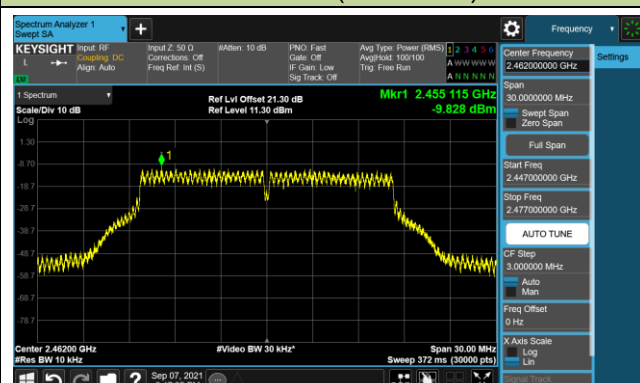 Spectrum Analyzer 1
Swept SA
Frequency
KEYSIGHT
Input: RF
Coupling: DC
Align: Auto
Input Z: 50 Ω
Corrections: Off
Freq Ref: Int (S)
#Atten: 10 dB
PNO: Fast
Gate: Off
IF Gain: Low
Sig Track: Off
Avg Type: Power (RMS)
Avg|Hold: 100/100
Trig: Free Run
1 2 3 4 5 6
A W W W W W
A N N N N N
L
1 Spectrum
Scale/Div 10 dB
Log
Ref Lvl Offset 21.30 dB
Ref Level 11.30 dBm
Mkr1 2.455 115 GHz
-9.828 dBm
1
1.30
-8.70
-18.7
-28.7
-38.7
-48.7
-58.7
-68.7
-78.7
Center 2.46200 GHz
#Res BW 10 kHz
#Video BW 30 kHz*
Span 30.00 MHz
Sweep 372 ms (30000 pts)
Sep 07, 2021
Center Frequency
2.462000000 GHz
Settings
Span
30.0000000 MHz
Swept Span
Zero Span
Full Span
Start Freq
2.447000000 GHz
Stop Freq
2.477000000 GHz
AUTO TUNE
CF Step
3.000000 MHz
Auto
Man
Freq Offset
0 Hz
X Axis Scale
Log
Lin
Signal Track